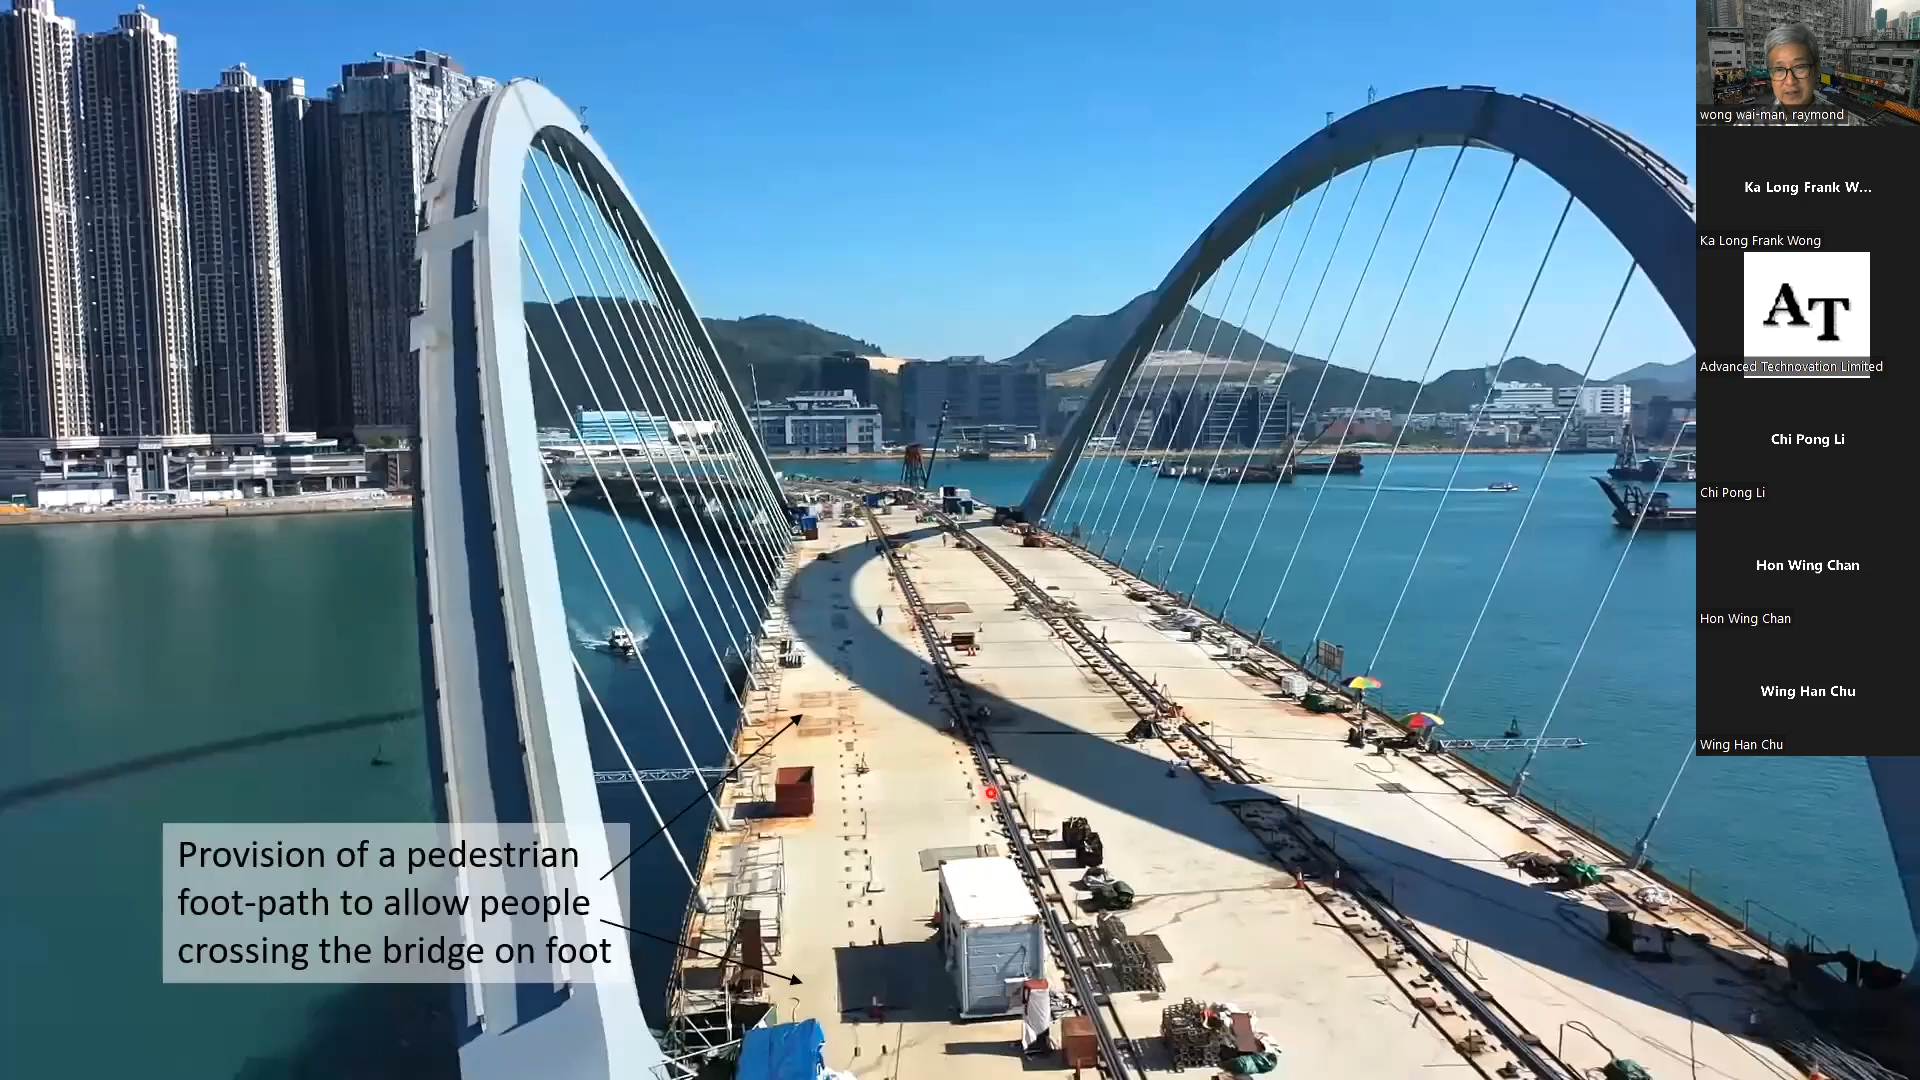 Provision of a pedestrian
foot-path to allow people
crossing the bridge on foot
wong wai-man, raymond
Ka Long Frank W...
Ka Long Frank Wong
AT
Advanced Technovation Limited
Chi Pong Li
Chi Pong Li
Hon Wing Chan
Hon Wing Chan
Wing Han Chu
Wing Han Chu